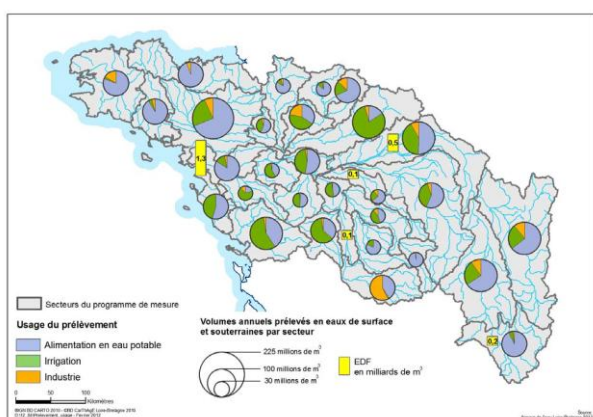 1,3
0,5
0,1
0,1
0,2
Secteurs du programme de mesure
Usage du prélèvement
Alimentation en eau potable
Irrigation
Industrie
Volumes annuels prélevés en eaux de surface
et souterraines par secteur
225 millions de m³
100 millions de m³
30 millions de m³
EDF
en milliards de m³
0 50 100
Kilomètres